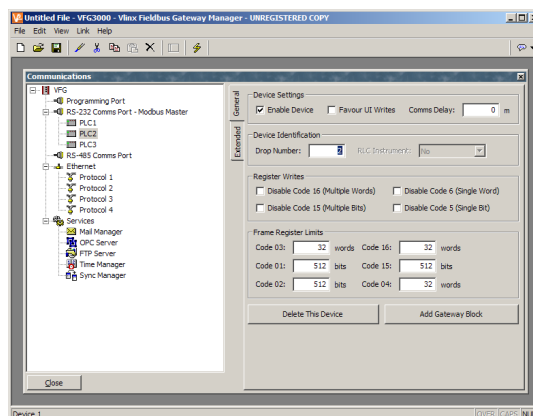 Untitled File - VFG3000 - Vlinx Fieldbus Gateway Manager - UNREGISTERED COPY
File Edit View Link Help
Communications
VFG
Programming Port
RS-232 Comms Port - Modbus Master
PLC1
PLC2
PLC3
RS-485 Comms Port
Ethernet
Protocol 1
Protocol 2
Protocol 3
Protocol 4
Services
Mail Manager
OPC Server
FTP Server
Time Manager
Sync Manager
Close
General
Extended
Device Settings
Enable Device Favour UI Writes Comms Delay: 0 m
Device Identification
Drop Number: 2 RLC Instrument: No
Register Writes
Disable Code 16 (Multiple Words) Disable Code 6 (Single Word)
Disable Code 15 (Multiple Bits) Disable Code 5 (Single Bit)
Frame Register Limits
Code 03: 32 words Code 16: 32 words
Code 01: 512 bits Code 15: 512 bits
Code 02: 512 bits Code 04: 32 words
Delete This Device Add Gateway Block
Device 1 OVER CAPS NU